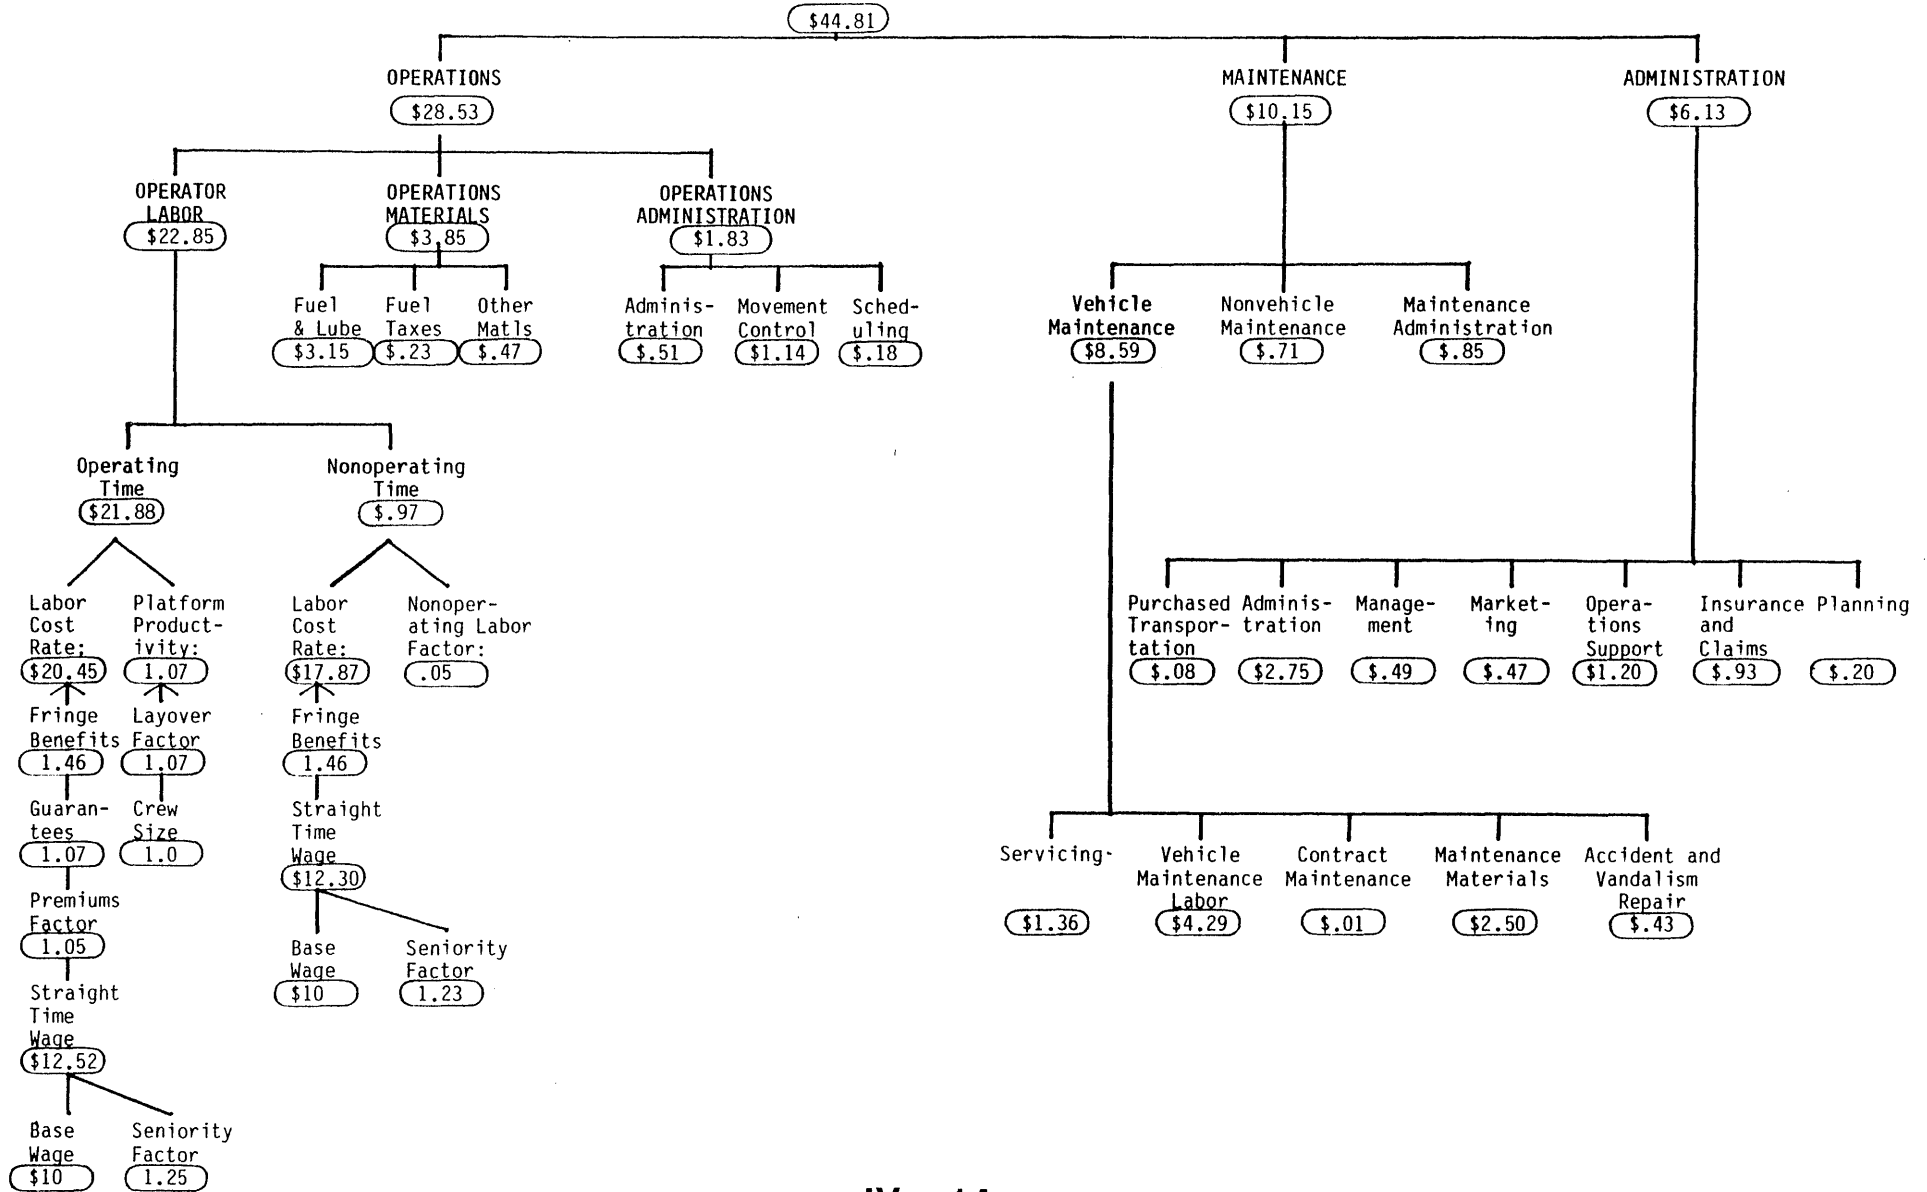 $44.81
OPERATIONS
$28.53
MAINTENANCE
$10.15
ADMINISTRATION
$6.13
OPERATOR
LABOR
$22.85
OPERATIONS
MATERIALS
$3.85
OPERATIONS
ADMINISTRATION
$1.83
Fuel
& Lube
$3.15
Fuel
Taxes
$.23
Other
Matls
$.47
Adminis-
tration
$.51
Movement
Control
$1.14
Sched-
uling
$.18
Vehicle
Maintenance
$8.59
Nonvehicle
Maintenance
$.71
Maintenance
Administration
$.85
Operating
Time
$21.88
Nonoperating
Time
$.97
Labor
Cost
Rate:
$20.45
Platform
Product-
ivity:
1.07
Labor
Cost
Rate:
$17.87
Nonoper-
ating Labor
Factor:
.05
Fringe
Benefits
1.46
Layover
Factor
1.07
Fringe
Benefits
1.46
Guaran-
tees
1.07
Crew
Size
1.0
Straight
Time
Wage
$12.30
Premiums
Factor
1.05
Base
Wage
$10
Seniority
Factor
1.23
Straight
Time
Wage
$12.52
Base
Wage
$10
Seniority
Factor
1.25
Purchased
Transpor-
tation
$.08
Adminis-
tration
$2.75
Manage-
ment
$.49
Market-
ing
$.47
Opera-
tions
Support
$1.20
Insurance
and
Claims
$.93
Planning
$.20
Servicing
$1.36
Vehicle
Maintenance
Labor
$4.29
Contract
Maintenance
$.01
Maintenance
Materials
$2.50
Accident and
Vandalism
Repair
$.43